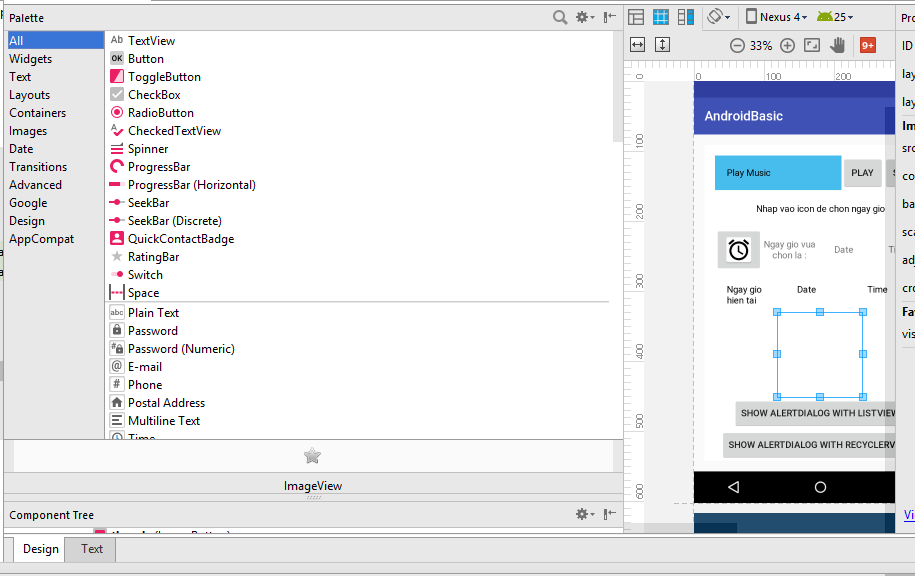 Palette
All
Widgets
Text
Layouts
Containers
Images
Date
Transitions
Advanced
Google
Design
AppCompat
Ab TextView
OK Button
ToggleButton
CheckBox
RadioButton
CheckedTextView
Spinner
ProgressBar
ProgressBar (Horizontal)
SeekBar
SeekBar (Discrete)
QuickContactBadge
RatingBar
Switch
Space
abc Plain Text
Password
# Password (Numeric)
@ E-mail
# Phone
Postal Address
Multiline Text
Time
ImageView
Component Tree
Design Text
Nexus 4 25
33% 9+
0 100 200
0
100
200
300
400
500
600
AndroidBasic
Play Music PLAY S
Nhap vao icon de chon ngay gio
Ngay gio vua
chon la : Date Ti
Ngay gio
hien tai Date Time
SHOW ALERTDIALOG WITH LISTVIEW
SHOW ALERTDIALOG WITH RECYCLERV
Pro
ID
lay
lay
Im
src
co
ba
sca
adj
cro
Fav
vis
Vi